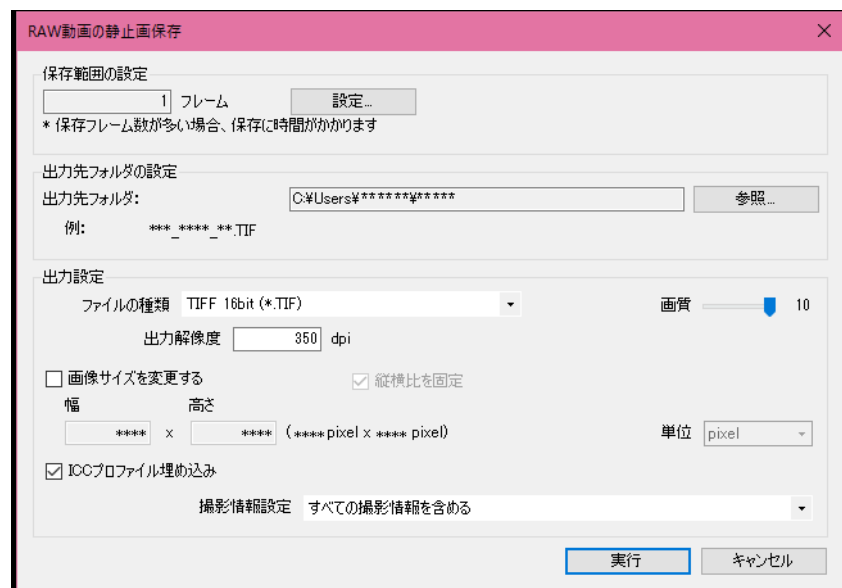 RAW動画の静止画保存
保存範囲の設定
1 フレーム 設定...
* 保存フレーム数が多い場合、保存に時間がかかります
出力先フォルダの設定
出力先フォルダ: C:¥Users¥******¥***** 参照...
例: ***_****_**.TIF
出力設定
ファイルの種類 TIFF 16bit (*.TIF) 画質 10
出力解像度 350 dpi
画像サイズを変更する 縦横比を固定
幅 高さ
**** x **** (****pixel x **** pixel) 単位 pixel
ICCプロファイル埋め込み
撮影情報設定 すべての撮影情報を含める
実行 キャンセル